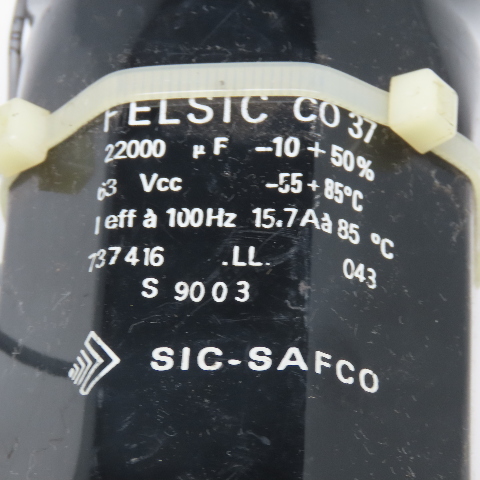 FELSIC CO 37
22000 µF -10 + 50%
63 Vcc -55 + 85°C
I eff à 100Hz 15.7A à 85 °C
737416 .LL. 043
S 9003
SIC-SAFCO